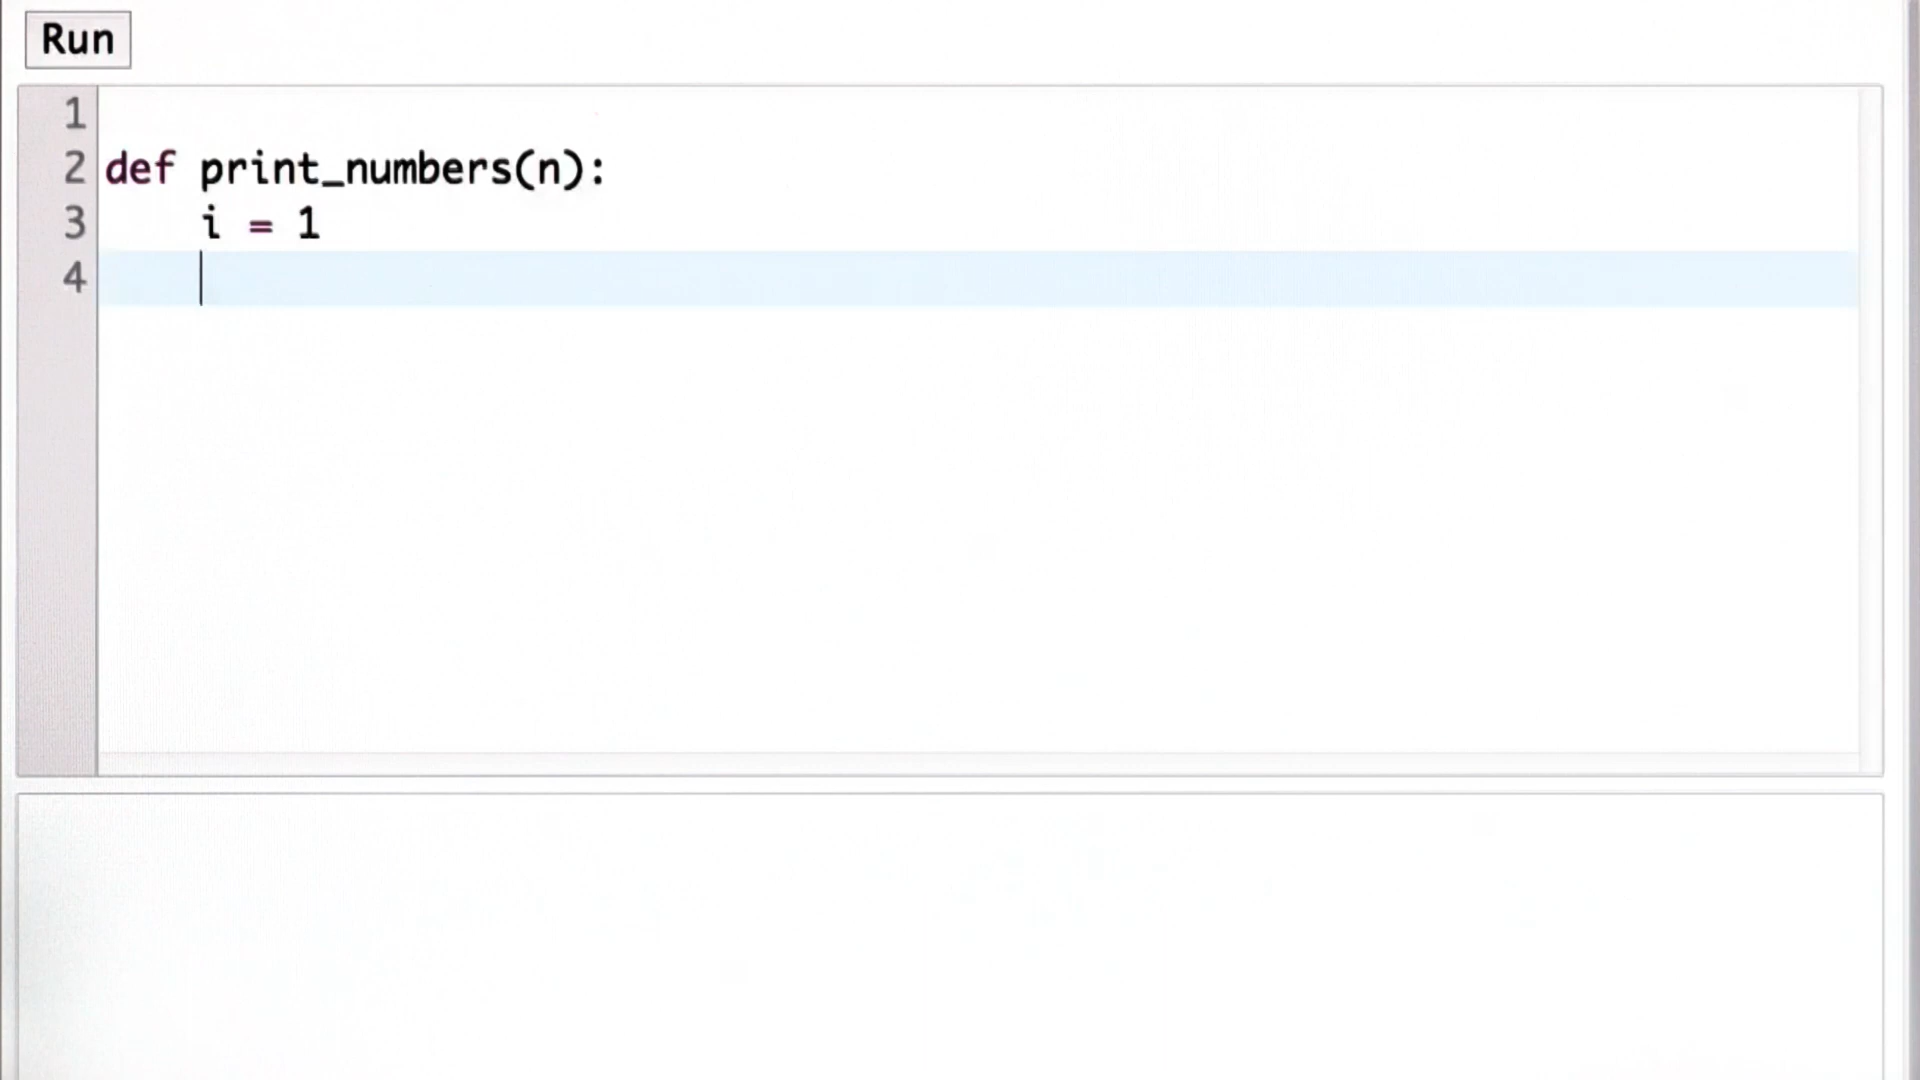 Run
1
2 def print_numbers(n):
3     i = 1
4